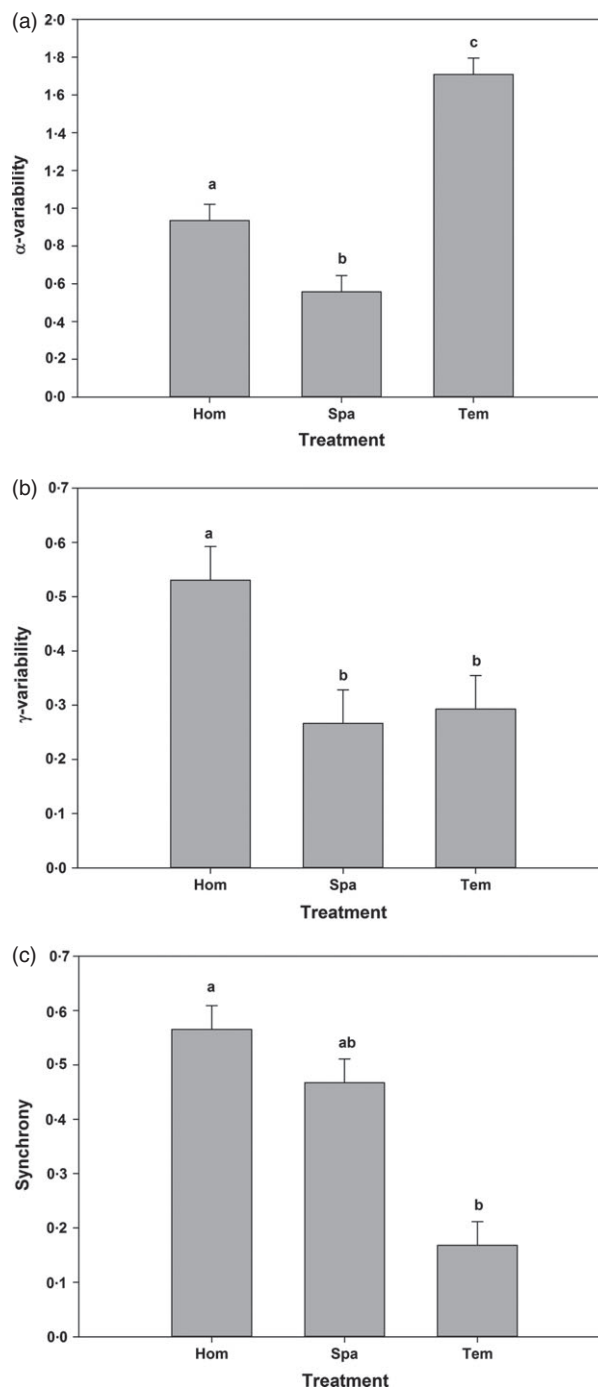 (a)
2·0
1·8
1·6
1·4
1·2
1·0
0·8
0·6
0·4
0·2
0·0
α-variability
a
b
c
Hom Spa Tem
Treatment
(b)
0·7
0·6
0·5
0·4
0·3
0·2
0·1
0·0
γ-variability
a
b
b
Hom Spa Tem
Treatment
(c)
0·7
0·6
0·5
0·4
0·3
0·2
0·1
0·0
Synchrony
a
ab
b
Hom Spa Tem
Treatment